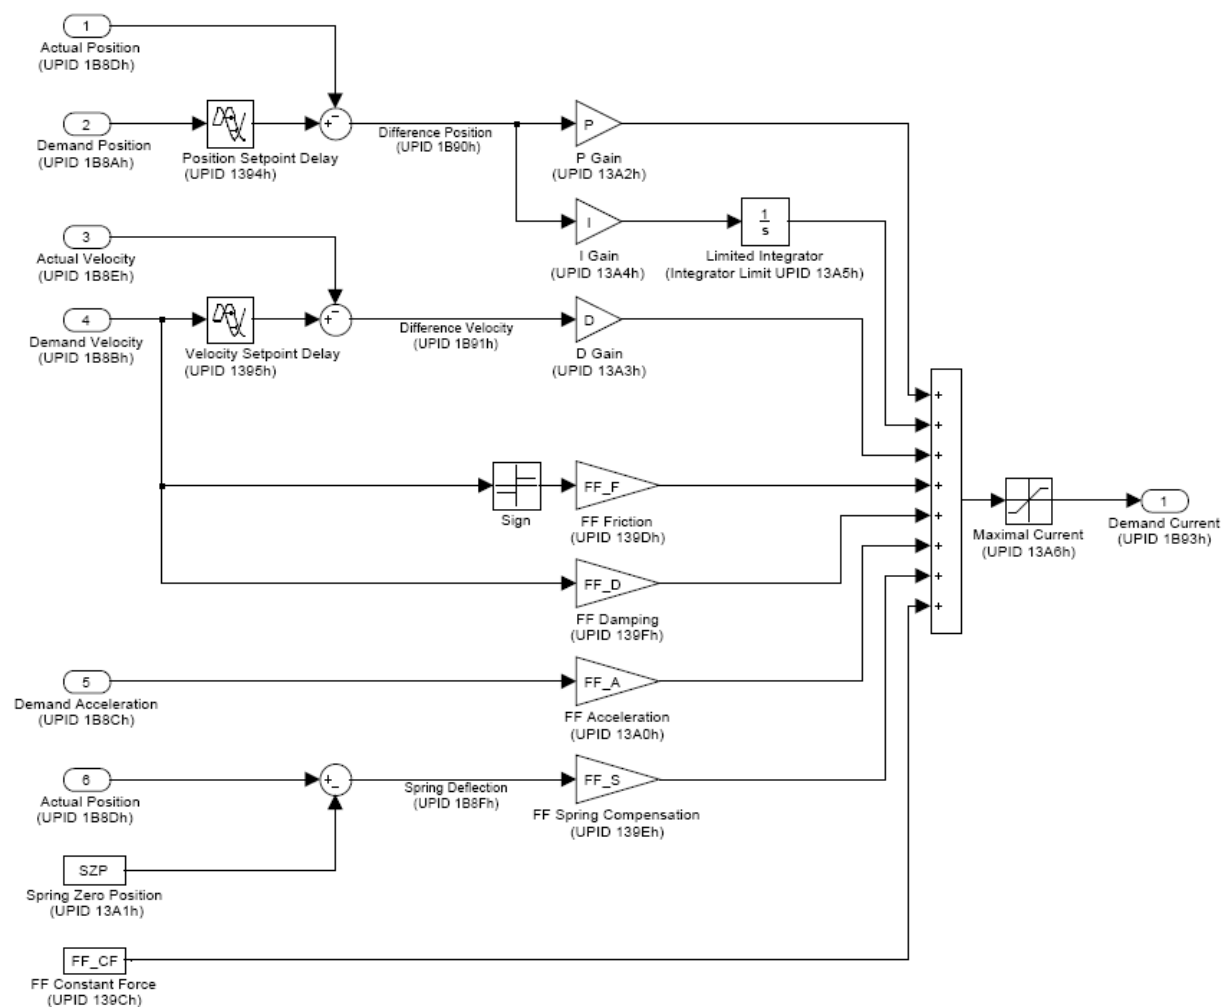 1
Actual Position
(UPID 1B8Dh)
2
Demand Position
(UPID 1B8Ah)
Position Setpoint Delay
(UPID 1394h)
−
+
Difference Position
(UPID 1B90h)
P
P Gain
(UPID 13A2h)
I
I Gain
(UPID 13A4h)
1
s
Limited Integrator
(Integrator Limit UPID 13A5h)
3
Actual Velocity
(UPID 1B8Eh)
4
Demand Velocity
(UPID 1B8Bh)
Velocity Setpoint Delay
(UPID 1395h)
−
+
Difference Velocity
(UPID 1B91h)
D
D Gain
(UPID 13A3h)
Sign
FF_F
FF Friction
(UPID 139Dh)
FF_D
FF Damping
(UPID 139Fh)
5
Demand Acceleration
(UPID 1B8Ch)
FF_A
FF Acceleration
(UPID 13A0h)
6
Actual Position
(UPID 1B8Dh)
+
−
Spring Deflection
(UPID 1B8Fh)
FF_S
FF Spring Compensation
(UPID 139Eh)
SZP
Spring Zero Position
(UPID 13A1h)
FF_CF
FF Constant Force
(UPID 139Ch)
+
+
+
+
+
+
+
+
Maximal Current
(UPID 13A6h)
1
Demand Current
(UPID 1B93h)